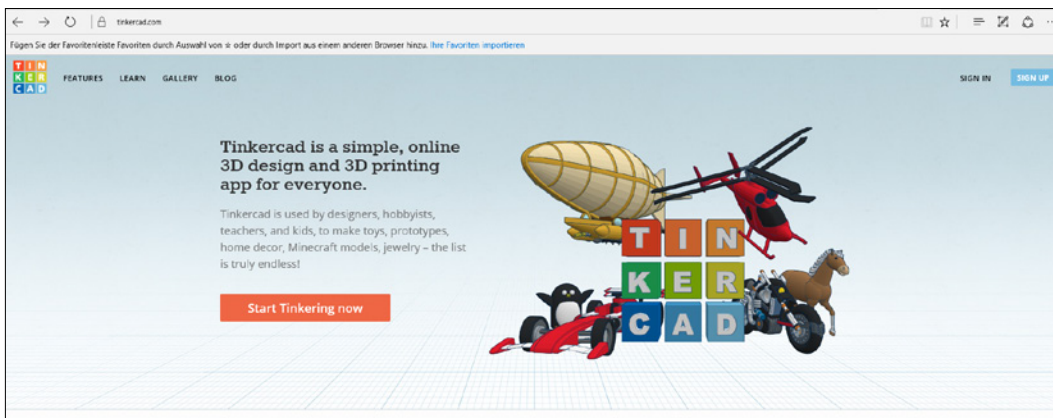 tinkercad.com
Fügen Sie der Favoritenleiste Favoriten durch Auswahl von ☆ oder durch Import aus einem anderen Browser hinzu. Ihre Favoriten importieren
TIN
KER
CAD
FEATURES LEARN GALLERY BLOG
SIGN IN SIGN UP
Tinkercad is a simple, online
3D design and 3D printing
app for everyone.
Tinkercad is used by designers, hobbyists,
teachers, and kids, to make toys, prototypes,
home decor, Minecraft models, jewelry – the list
is truly endless!
Start Tinkering now
TIN
KER
CAD